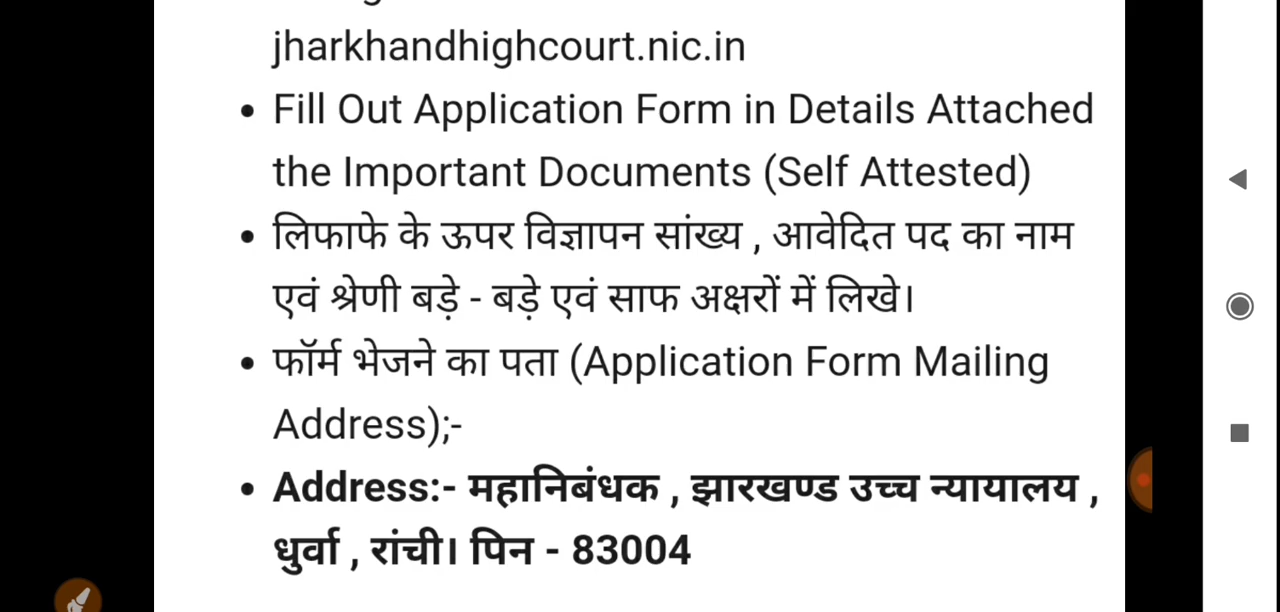 jharkhandhighcourt.nic.in
• Fill Out Application Form in Details Attached
the Important Documents (Self Attested)
• लिफाफे के ऊपर विज्ञापन सांख्य , आवेदित पद का नाम
एवं श्रेणी बड़े - बड़े एवं साफ अक्षरों में लिखे।
• फॉर्म भेजने का पता (Application Form Mailing
Address);-
• Address:- महानिबंधक , झारखण्ड उच्च न्यायालय ,
धुर्वा , रांची। पिन - 83004